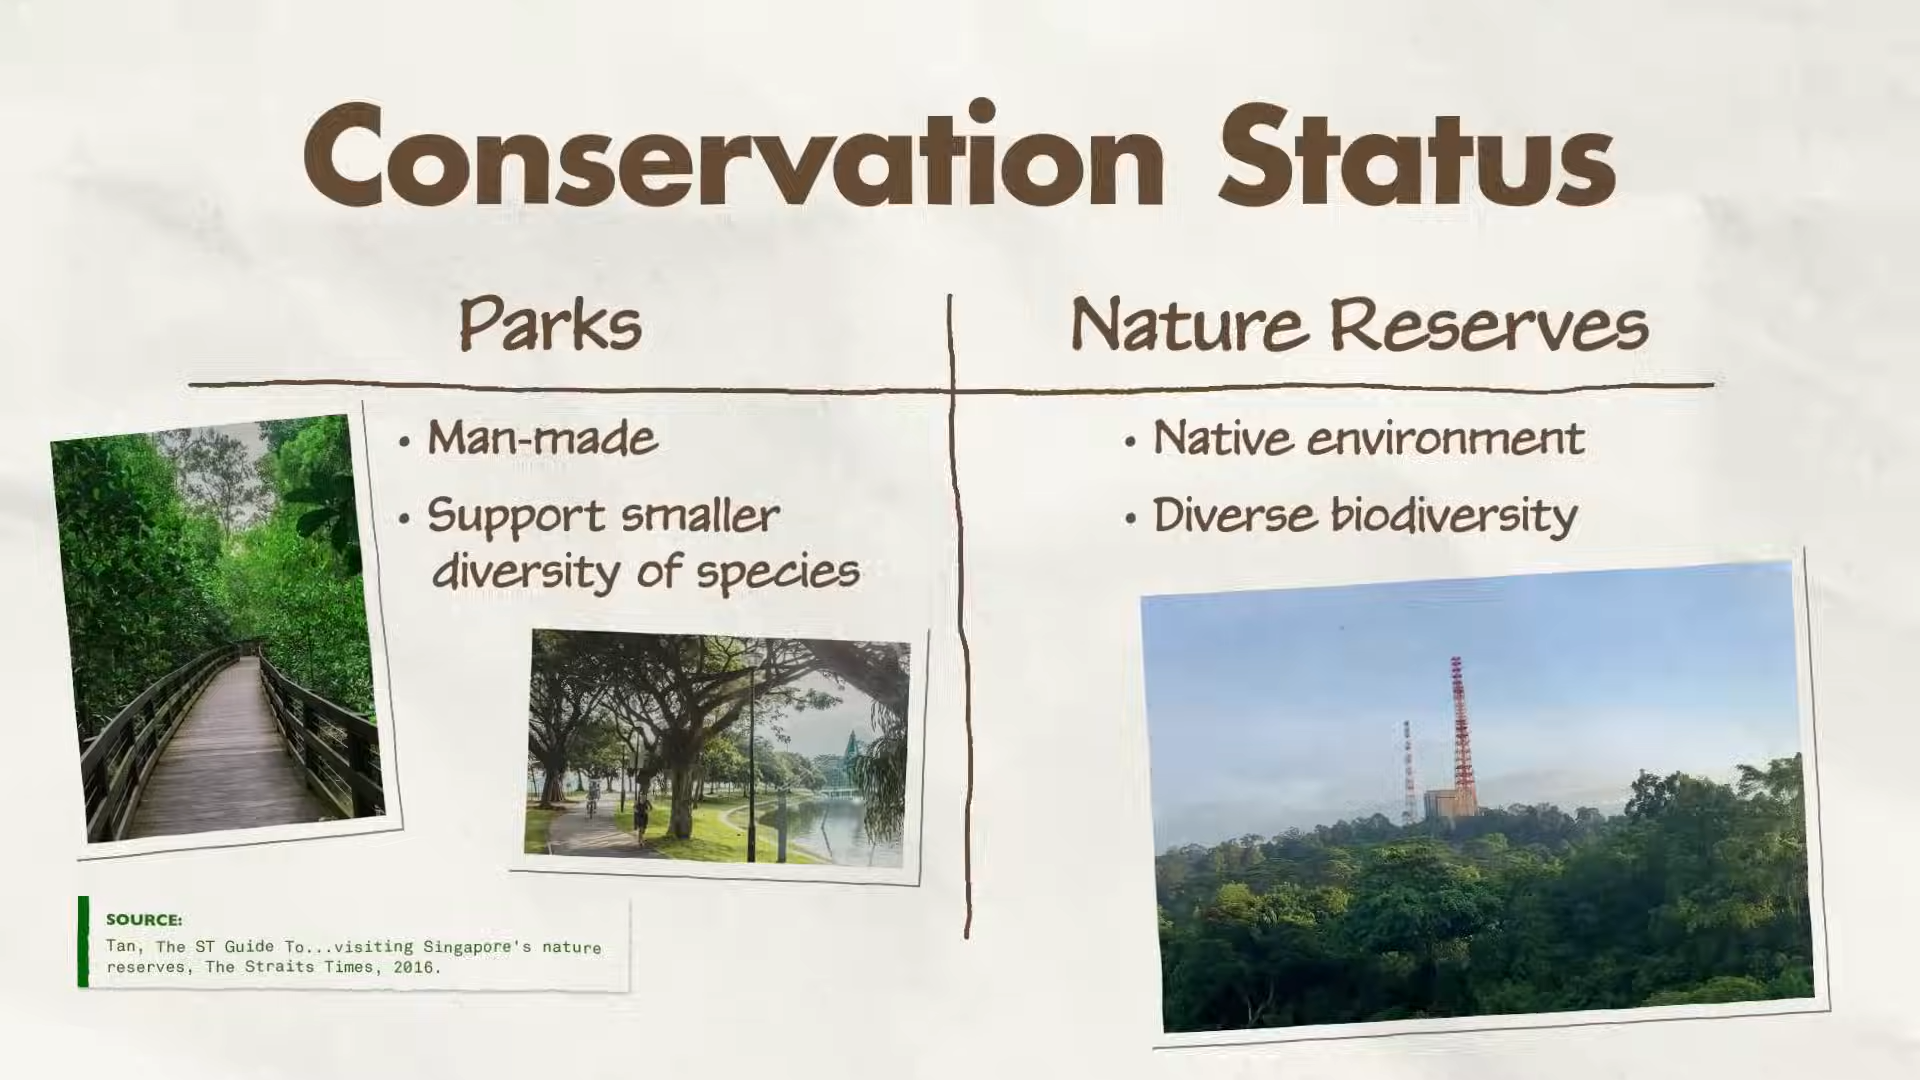 Conservation Status
Parks
• Man-made
• Support smaller
diversity of species
Nature Reserves
• Native environment
• Diverse biodiversity
SOURCE:
Tan, The ST Guide To...visiting Singapore's nature
reserves, The Straits Times, 2016.